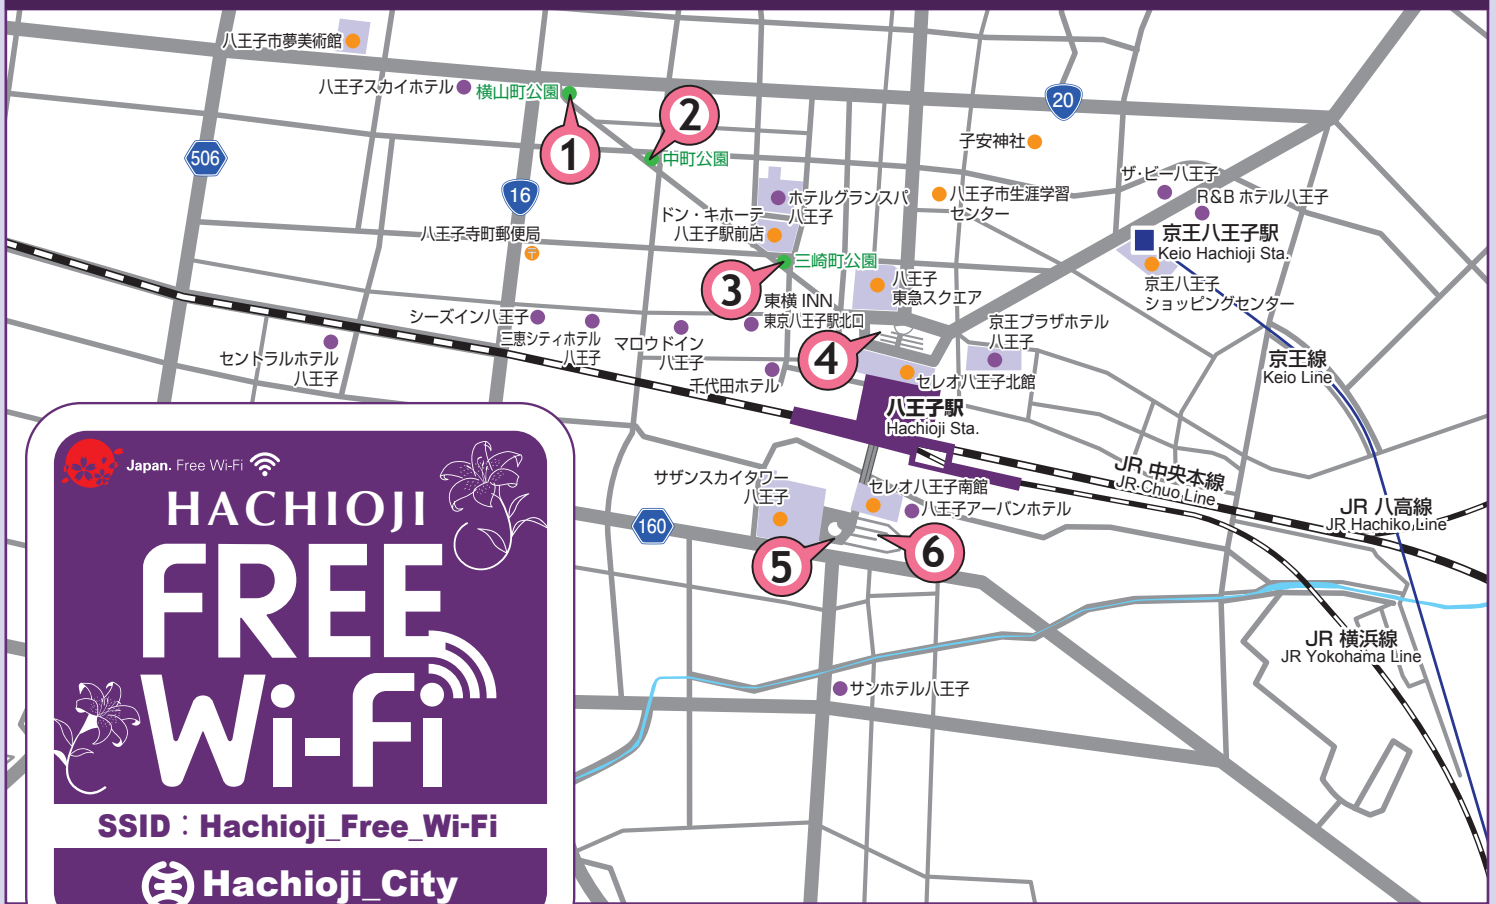 八王子市夢美術館
八王子スカイホテル
横山町公園
20
2
1
中町公園
子安神社
506
16
ザ・ビー八王子
R&B ホテル八王子
ホテルグランスパ
八王子
八王子市生涯学習
センター
ドン・キホーテ
八王子駅前店
八王子寺町郵便局
〒
京王八王子駅
Keio Hachioji Sta.
三崎町公園
3
八王子
東急スクエア
京王八王子
ショッピングセンター
東横 INN
東京八王子駅北口
シーズイン八王子
三恵シティホテル
八王子
マロウドイン
八王子
京王プラザホテル
八王子
4
セントラルホテル
八王子
千代田ホテル
セレオ八王子北館
京王線
Keio Line
八王子駅
Hachioji Sta.
サザンスカイタワー
八王子
セレオ八王子南館
八王子アーバンホテル
JR 中央本線
JR Chuo Line
JR 八高線
JR Hachiko Line
160
5
6
JR 横浜線
JR Yokohama Line
サンホテル八王子
Japan. Free Wi-Fi
HACHIOJI
FREE
Wi-Fi
SSID：Hachioji_Free_Wi-Fi
Hachioji_City